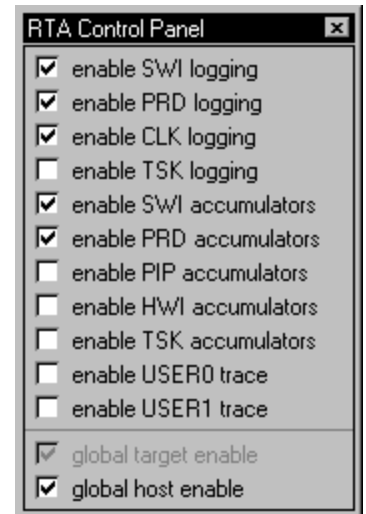 RTA Control Panel
enable SWI logging
enable PRD logging
enable CLK logging
enable TSK logging
enable SWI accumulators
enable PRD accumulators
enable PIP accumulators
enable HWI accumulators
enable TSK accumulators
enable USER0 trace
enable USER1 trace
global target enable
global host enable